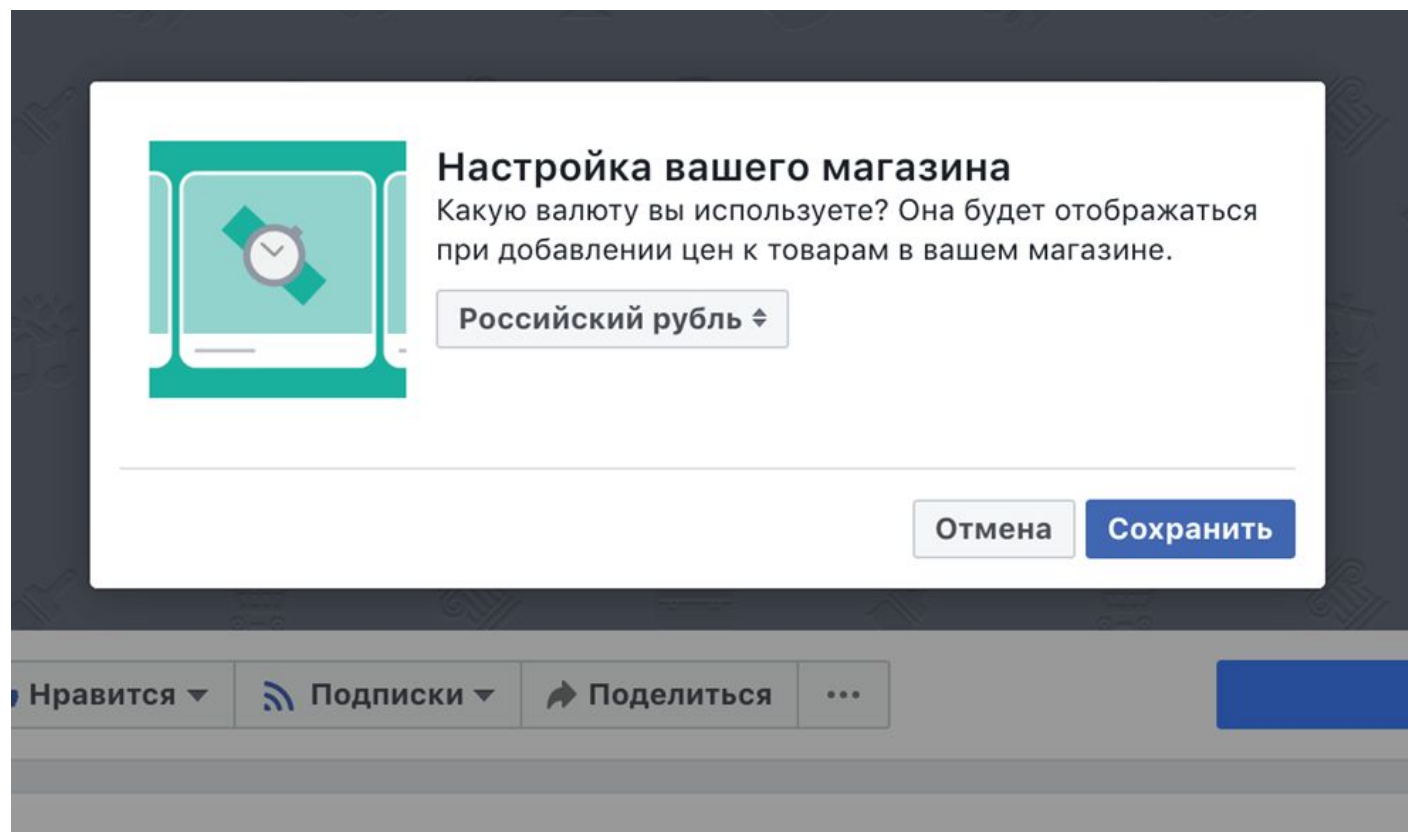 Настройка вашего магазина
Какую валюту вы используете? Она будет отображаться
при добавлении цен к товарам в вашем магазине.
Российский рубль
Отмена Сохранить
Нравится Подписки Поделиться ...